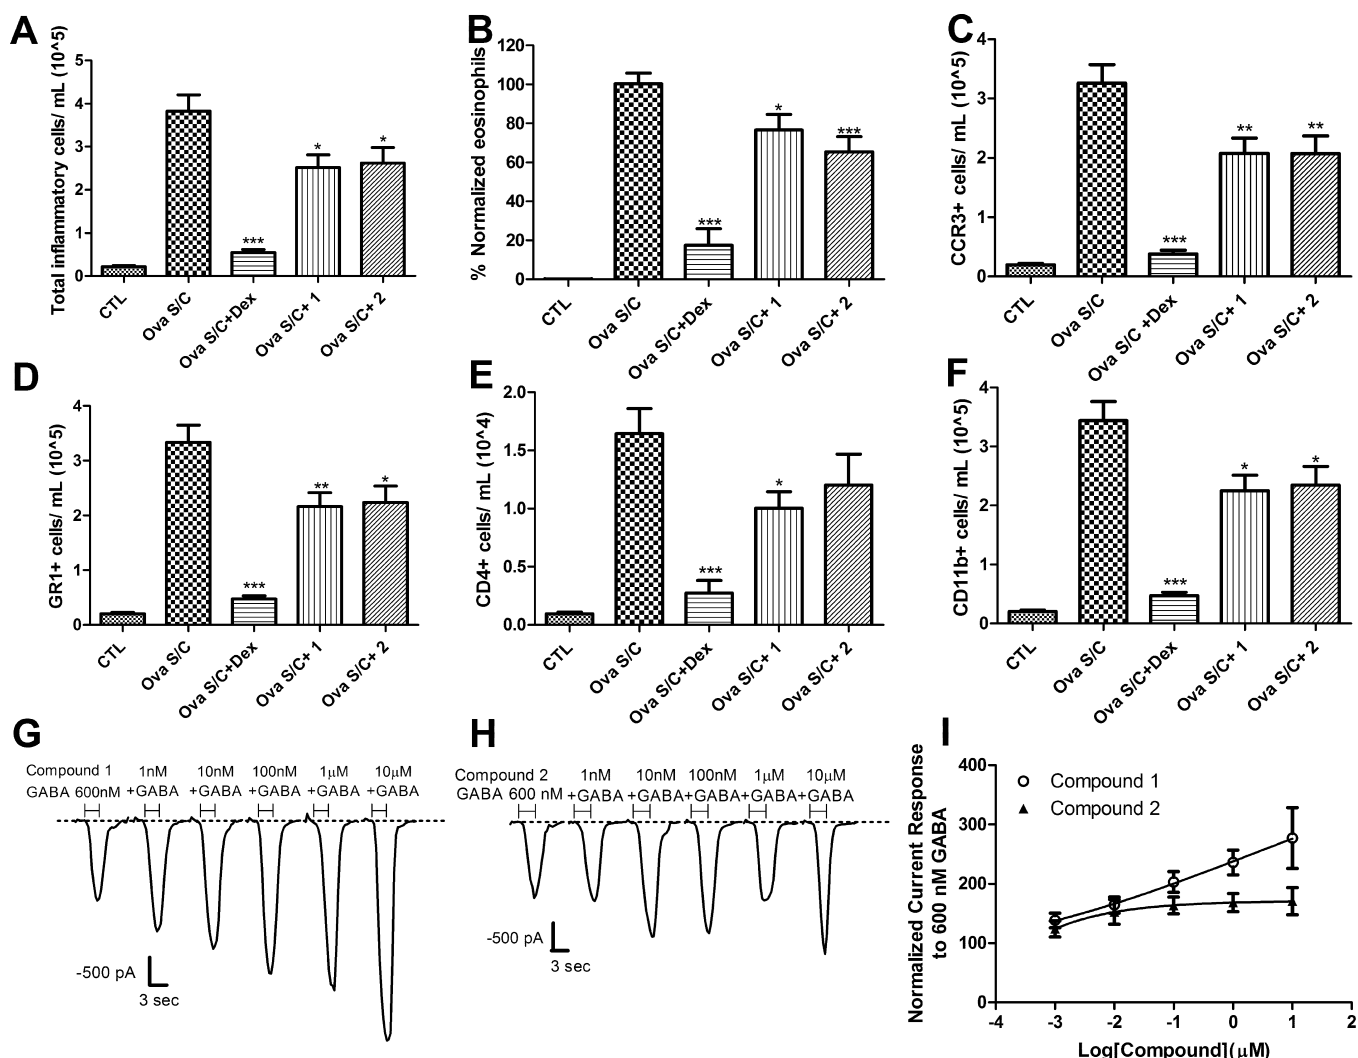 A
Total inflammatory cells/ mL (10^5)
5
4
3
2
1
0
***
*
*
CTL
Ova S/C
Ova S/C+Dex
Ova S/C+ 1
Ova S/C+ 2
B
% Normalized eosinophils
120
100
80
60
40
20
0
***
*
***
CTL
Ova S/C
Ova S/C+Dex
Ova S/C+ 1
Ova S/C+ 2
C
CCR3+ cells/ mL (10^5)
4
3
2
1
0
***
**
**
CTL
Ova S/C
Ova S/C +Dex
Ova S/C+ 1
Ova S/C+ 2
D
GR1+ cells/ mL (10^5)
4
3
2
1
0
***
**
*
CTL
Ova S/C
Ova S/C+Dex
Ova S/C+ 1
Ova S/C+ 2
E
CD4+ cells/ mL (10^4)
2.0
1.5
1.0
0.5
0.0
***
*
CTL
Ova S/C
Ova S/C+Dex
Ova S/C+ 1
Ova S/C+ 2
F
CD11b+ cells/ mL (10^5)
4
3
2
1
0
***
*
*
CTL
Ova S/C
Ova S/C+Dex
Ova S/C+ 1
Ova S/C+ 2
G
Compound 1 1nM 10nM 100nM 1µM 10µM
GABA 600nM +GABA +GABA +GABA +GABA +GABA
-500 pA
3 sec
H
Compound 2 1nM 10nM 100nM 1µM 10µM
GABA 600 nM +GABA +GABA +GABA +GABA +GABA
-500 pA
3 sec
I
Normalized Current Response
to 600 nM GABA
400
300
200
100
0
Compound 1
Compound 2
-4 -3 -2 -1 0 1 2
Log[Compound](µM)